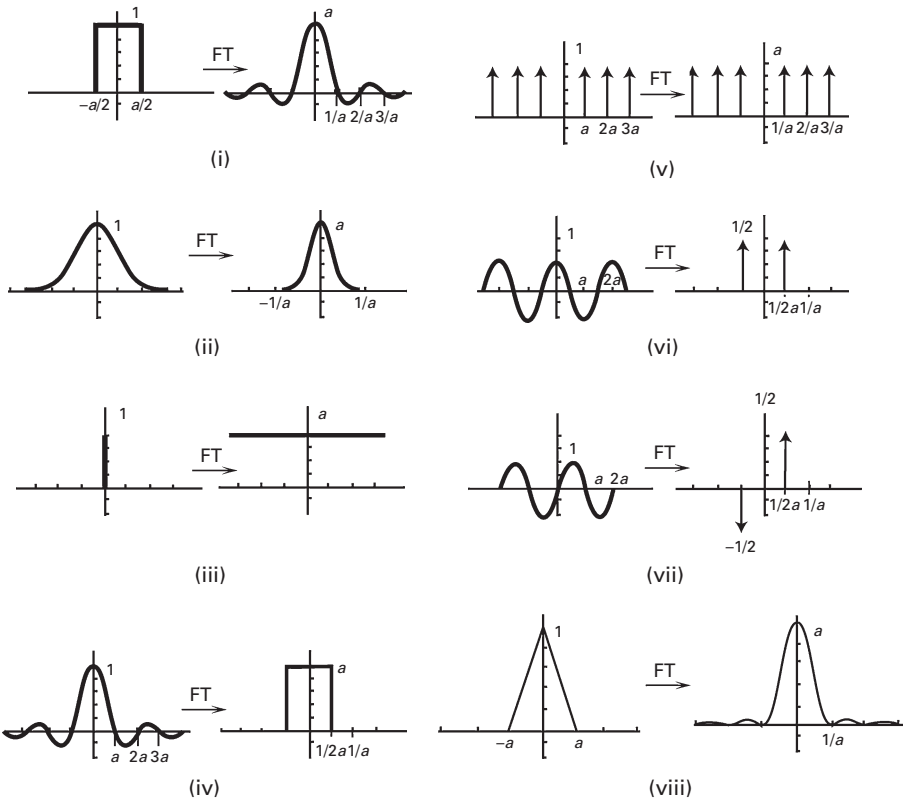 1
FT
a
−a/2 a/2
1/a 2/a 3/a
(i)
1
FT
a
−1/a 1/a
(ii)
1
FT
a
(iii)
1
FT
a
a 2a 3a
1/2a 1/a
(iv)
1
FT
a
a 2a 3a
1/a 2/a 3/a
(v)
1
a 2a
FT
1/2
1/2a 1/a
(vi)
1
a 2a
FT
1/2
1/2a 1/a
−1/2
(vii)
1
−a a
FT
a
1/a
(viii)